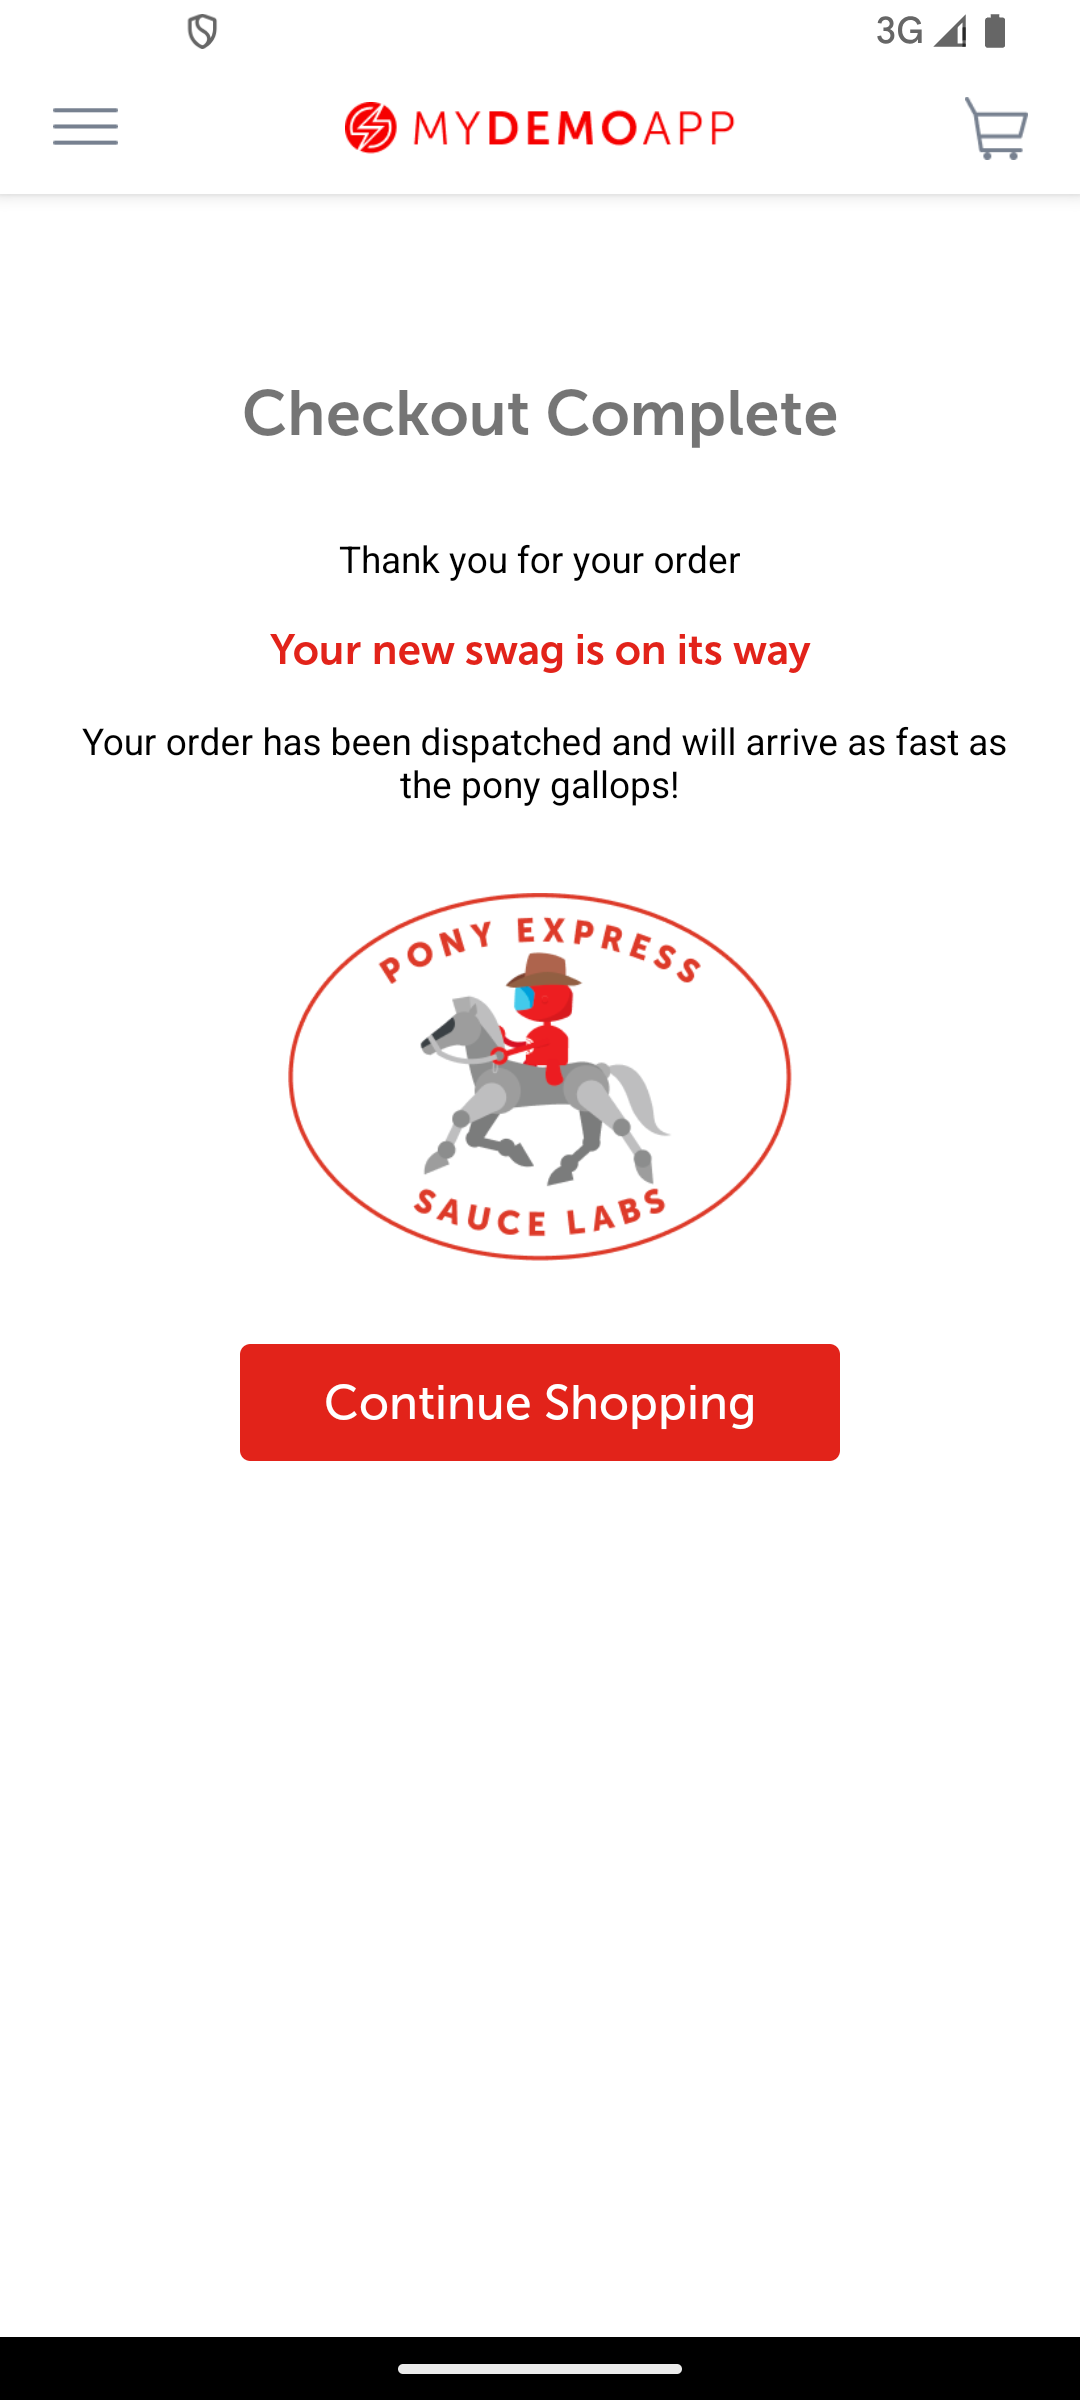 3G
MYDEMOAPP
Checkout Complete
Thank you for your order
Your new swag is on its way
Your order has been dispatched and will arrive as fast as
the pony gallops!
PONY EXPRESS
SAUCE LABS
Continue Shopping